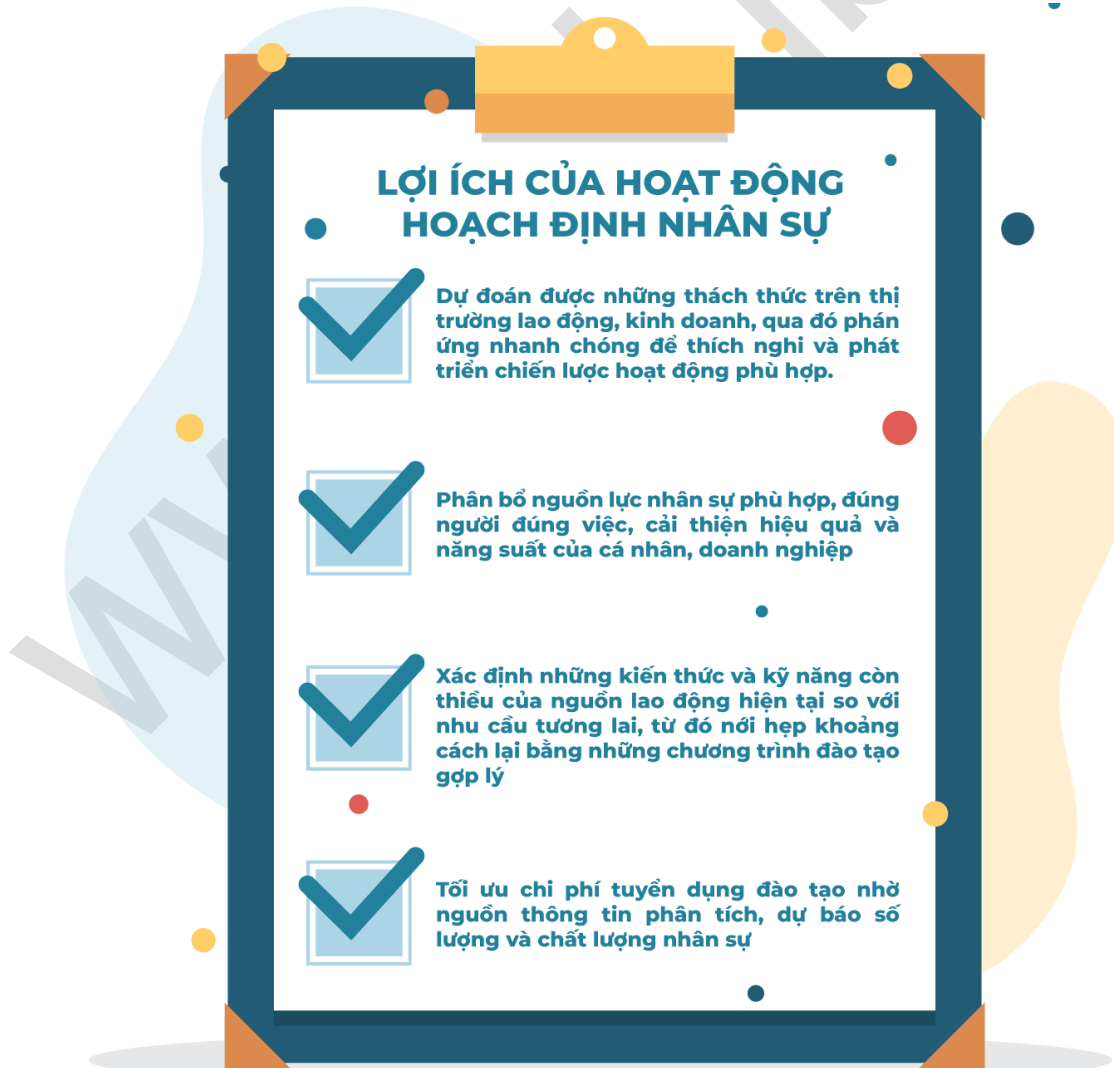 LỢI ÍCH CỦA HOẠT ĐỘNG
HOẠCH ĐỊNH NHÂN SỰ
Dự đoán được những thách thức trên thị
trường lao động, kinh doanh, qua đó phán
ứng nhanh chóng để thích nghi và phát
triển chiến lược hoạt động phù hợp.
Phân bổ nguồn lực nhân sự phù hợp, đúng
người đúng việc, cải thiện hiệu quả và
năng suất của cá nhân, doanh nghiệp
Xác định những kiến thức và kỹ năng còn
thiếu của nguồn lao động hiện tại so với
nhu cầu tương lai, từ đó nới hẹp khoảng
cách lại bằng những chương trình đào tạo
gợp lý
Tối ưu chi phí tuyển dụng đào tạo nhờ
nguồn thông tin phân tích, dự báo số
lượng và chất lượng nhân sự